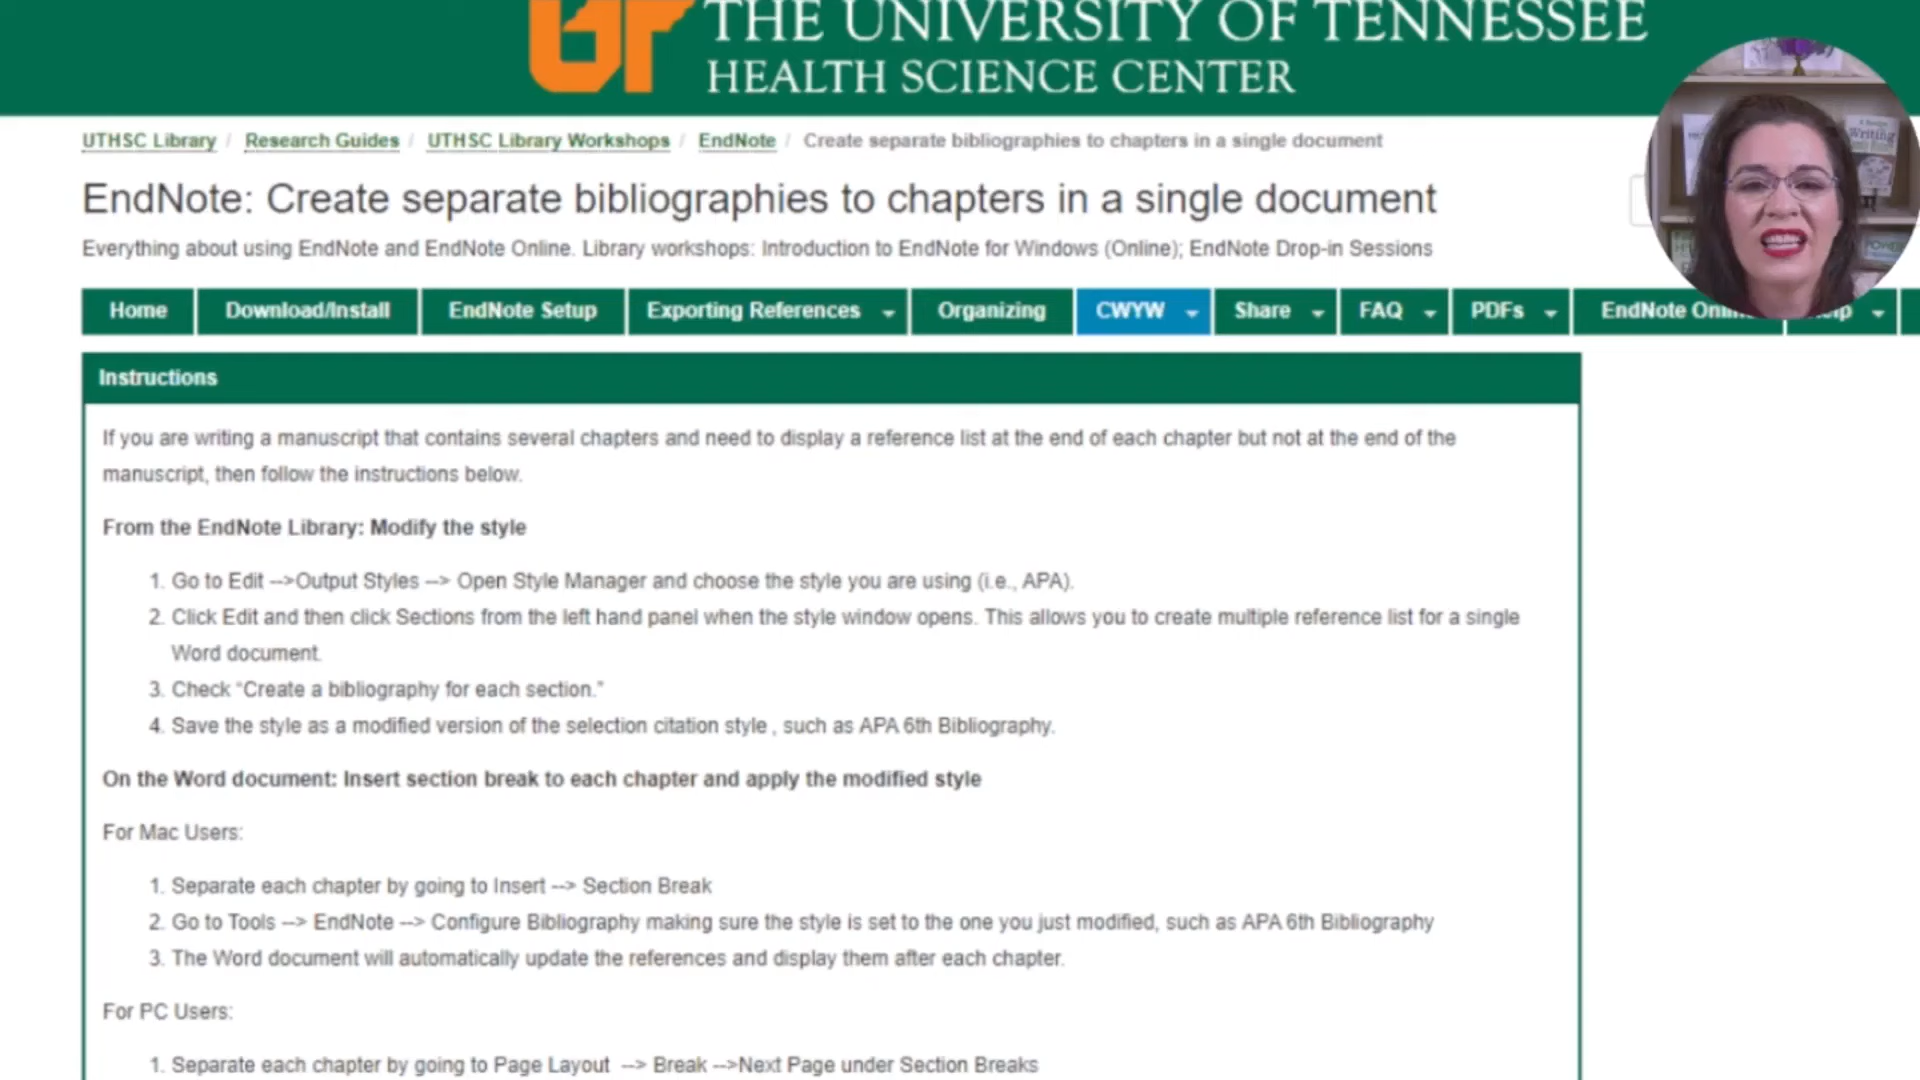 THE UNIVERSITY OF TENNESSEE
HEALTH SCIENCE CENTER
UTHSC Library / Research Guides / UTHSC Library Workshops / EndNote / Create separate bibliographies to chapters in a single document
EndNote: Create separate bibliographies to chapters in a single document
Everything about using EndNote and EndNote Online. Library workshops: Introduction to EndNote for Windows (Online); EndNote Drop-in Sessions
Home Download/Install EndNote Setup Exporting References Organizing CWYW Share FAQ PDFs EndNote
Instructions
If you are writing a manuscript that contains several chapters and need to display a reference list at the end of each chapter but not at the end of the
manuscript, then follow the instructions below.
From the EndNote Library: Modify the style
1. Go to Edit -->Output Styles --> Open Style Manager and choose the style you are using (i.e., APA).
2. Click Edit and then click Sections from the left hand panel when the style window opens. This allows you to create multiple reference list for a single
Word document.
3. Check "Create a bibliography for each section."
4. Save the style as a modified version of the selection citation style , such as APA 6th Bibliography.
On the Word document: Insert section break to each chapter and apply the modified style
For Mac Users:
1. Separate each chapter by going to Insert --> Section Break
2. Go to Tools --> EndNote --> Configure Bibliography making sure the style is set to the one you just modified, such as APA 6th Bibliography
3. The Word document will automatically update the references and display them after each chapter.
For PC Users:
1. Separate each chapter by going to Page Layout --> Break -->Next Page under Section Breaks
Writing